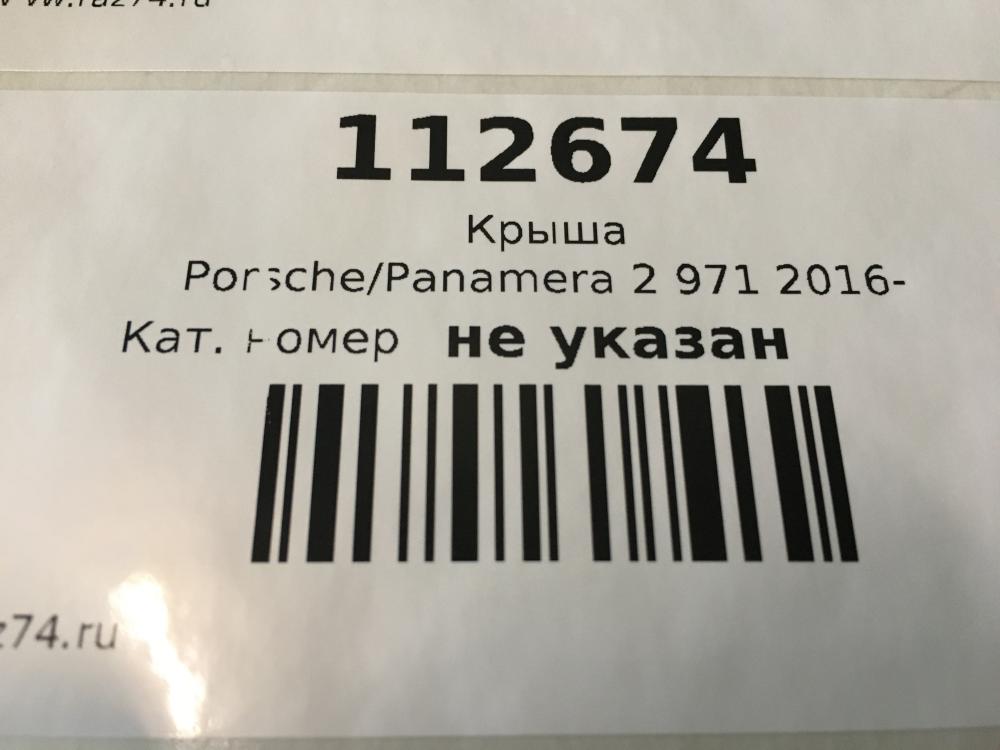 112674
Крыша
Porsche/Panamera 2 971 2016-
Кат. номер не указан
z74.ru